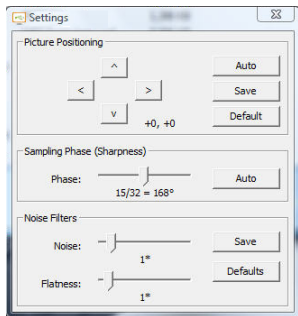 Settings
Picture Positioning
^
Auto
<
>
Save
v
+0, +0
Default
Sampling Phase (Sharpness)
Phase:
Auto
15/32 = 168°
Noise Filters
Noise:
Save
1*
Defaults
Flatness:
1*